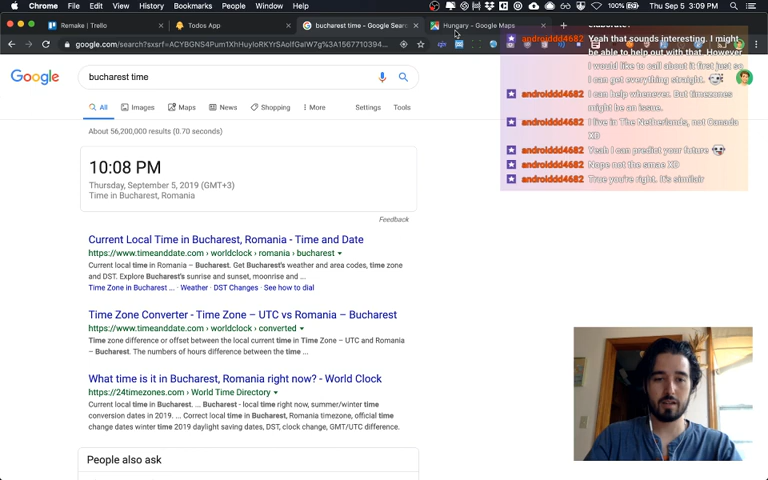 Chrome File Edit View History Bookmarks People Window Help
100%
Thu Sep 5 3:09 PM
Remake | Trello
Todos App
bucharest time - Google Sear
Hungary - Google Maps
google.com/search?sxsrf=ACYBGNS4Pum1XhHuyloRKYrSAolfGaIW7g%3A1567710394...
Google
bucharest time
All
Images
Maps
News
Shopping
More
Settings
Tools
About 56,200,000 results (0.70 seconds)
10:08 PM
Thursday, September 5, 2019 (GMT+3)
Time in Bucharest, Romania
Feedback
Current Local Time in Bucharest, Romania - Time and Date
https://www.timeanddate.com › worldclock › romania › bucharest
Current local time in Romania – Bucharest. Get Bucharest's weather and area codes, time zone
and DST. Explore Bucharest's sunrise and sunset, moonrise and ...
Time Zone in Bucharest ... · Weather · DST Changes · See how to dial
Time Zone Converter - Time Zone – UTC vs Romania – Bucharest
https://www.timeanddate.com › worldclock › converted
Time zone difference or offset between the local current time in Time Zone – UTC and Romania
– Bucharest. The numbers of hours difference between the time ...
What time is it in Bucharest, Romania right now? - World Clock
https://24timezones.com › World Time Directory
Current local time in Bucharest. ... Bucharest - local time right now, summer/winter time
conversion dates in 2019. ... Correct local time in Bucharest, Romania timezone, official time
change dates winter time 2019 daylight saving dates, DST, clock change, GMT/UTC difference.
People also ask
elaborate?
androiddd4682 Yeah that sounds interesting. I might
be able to help out with that. However
I would like to call about it first just so
I can get everything straight.
androiddd4682 I can help whenever. But timezones
might be an issue.
androiddd4682 I live in The Netherlands, not Canada
XD
androiddd4682 Yeah I can predict your future
androiddd4682 Nope not the smae XD
androiddd4682 True you're right. It's similair